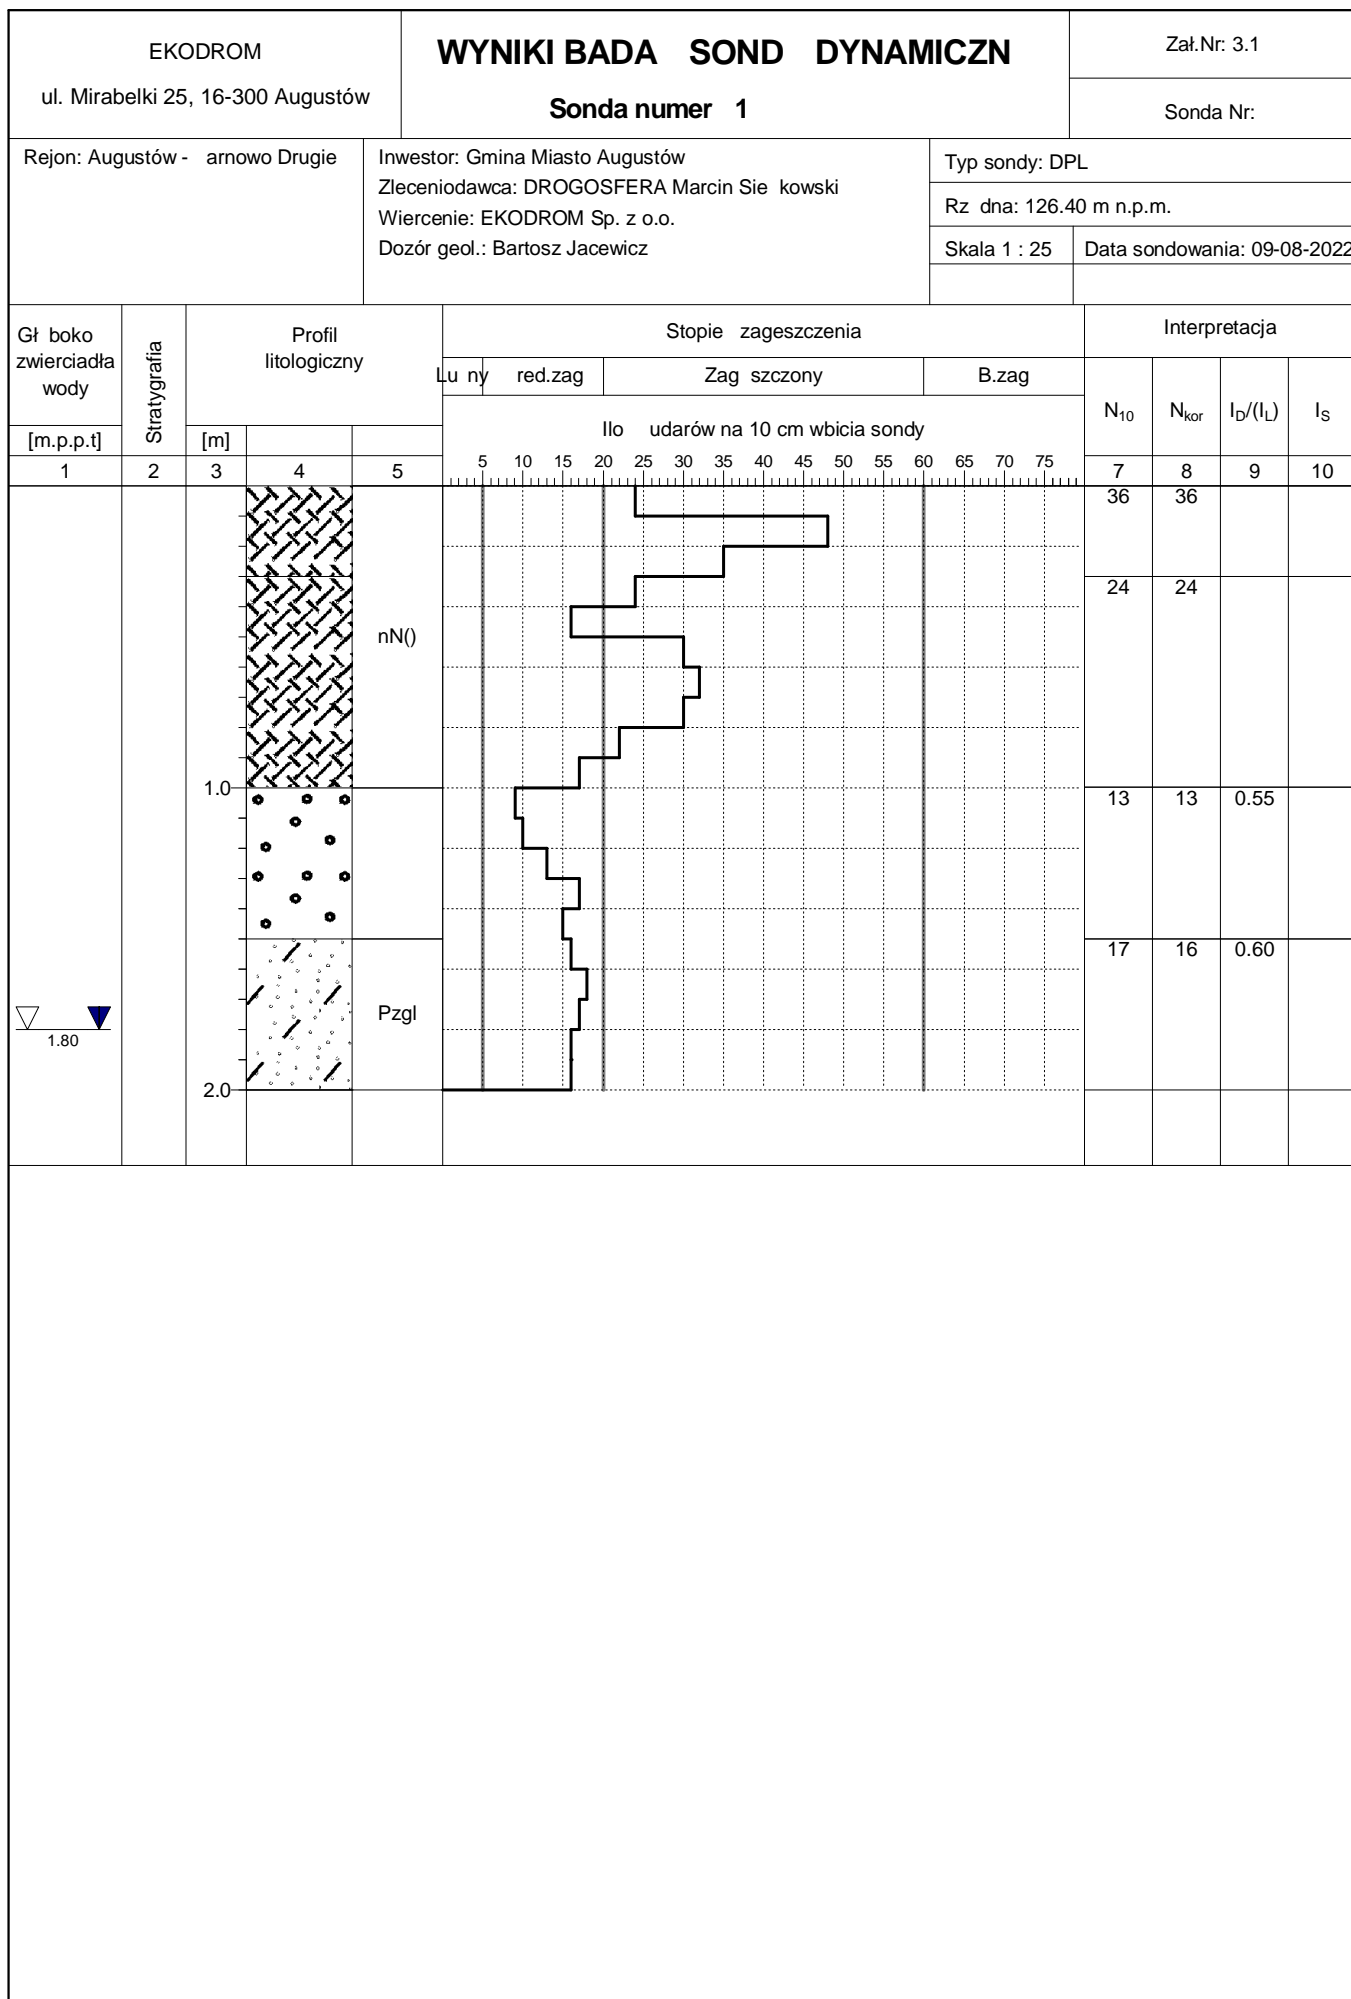 EKODROM
ul. Mirabelki 25, 16-300 Augustów
WYNIKI BADA SOND DYNAMICZN
Sonda numer 1
Zał.Nr: 3.1
Sonda Nr:
Rejon: Augustów - arnowo Drugie
Inwestor: Gmina Miasto Augustów
Zleceniodawca: DROGOSFERA Marcin Sie kowski
Wiercenie: EKODROM Sp. z o.o.
Dozór geol.: Bartosz Jacewicz
Typ sondy: DPL
Rz dna: 126.40 m n.p.m.
Skala 1 : 25 Data sondowania: 09-08-2022
Gł boko
zwierciadła
wody
[m.p.p.t]
Stratygrafia
Profil
litologiczny
[m]
Stopie zageszczenia
Lu ny red.zag Zag szczony B.zag
Ilo udarów na 10 cm wbicia sondy
5 10 15 20 25 30 35 40 45 50 55 60 65 70 75
Interpretacja
N10 Nkor ID/(IL) IS
1 2 3 4 5 7 8 9 10
36 36
24 24
nN()
1.0
13 13 0.55
17 16 0.60
Pzgl
1.80
2.0